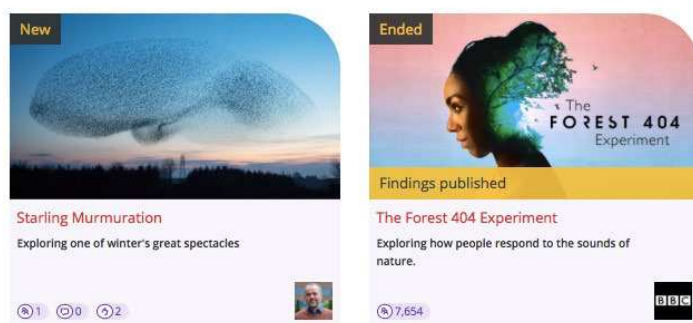 New
Starling Murmuration
Exploring one of winter's great spectacles
1 0 2
Ended
The
FOREST 404
Experiment
Findings published
The Forest 404 Experiment
Exploring how people respond to the sounds of
nature.
7,654
BBC